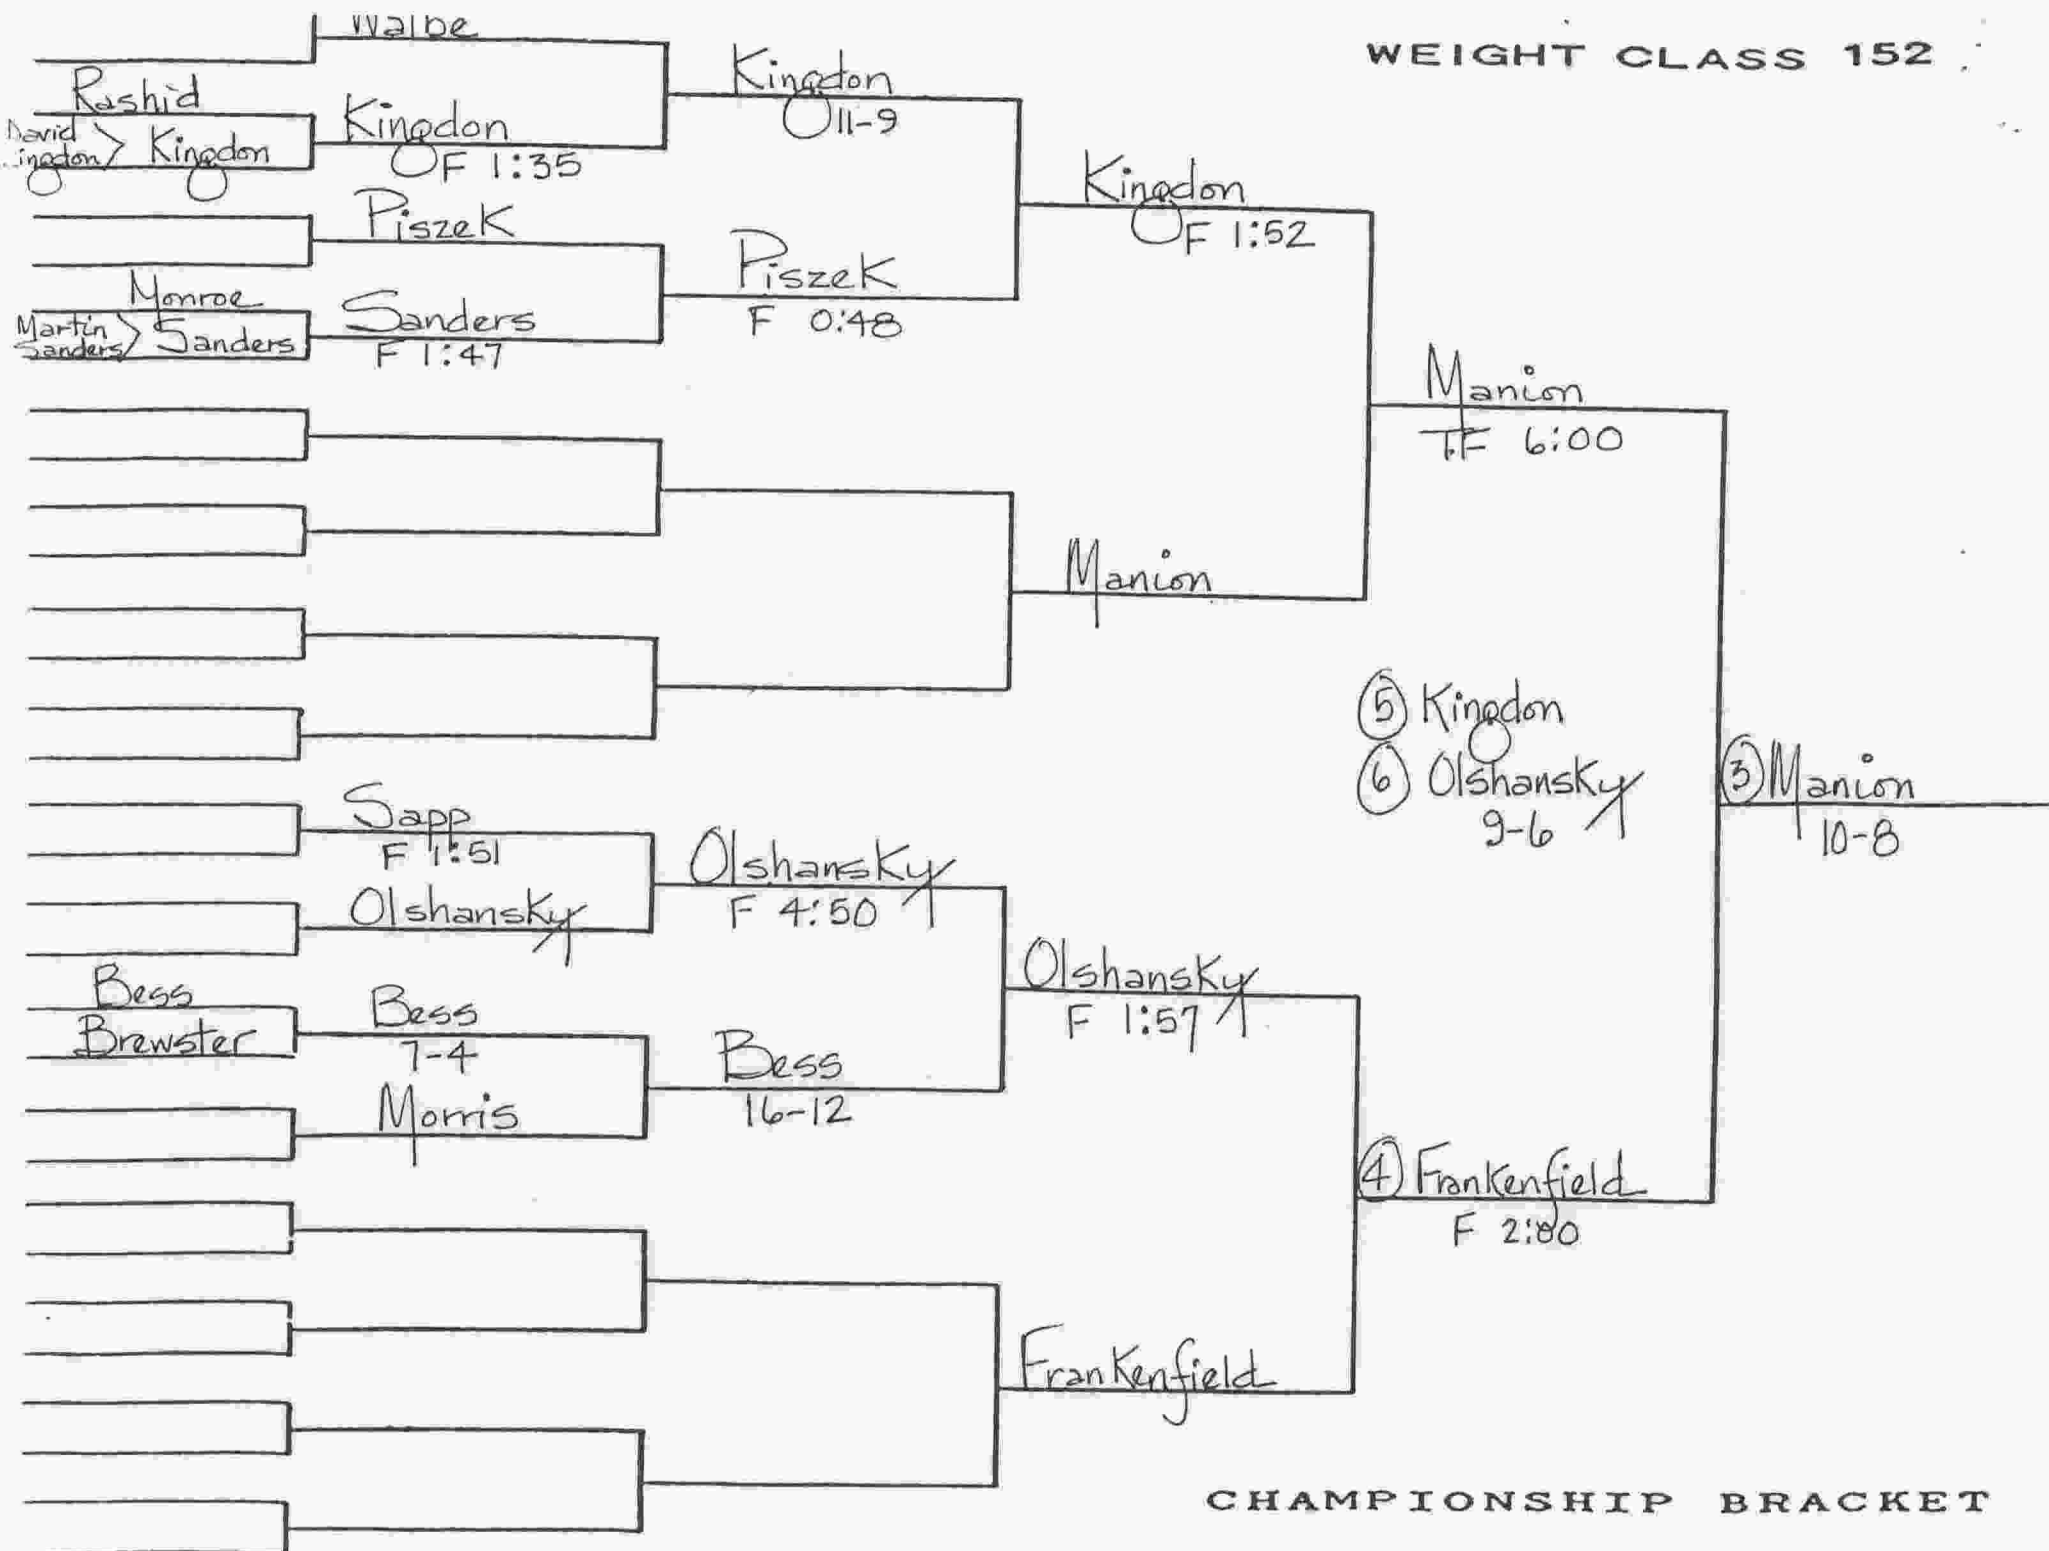 Walbe
WEIGHT CLASS 152
Kingdon
11-9
Rashid
David
Kingdon
Kingdon
F 1:35
Kingdon
F 1:52
Piszek
Piszek
F 0:48
Monroe
Martin
Sanders
Sanders
Sanders
F 1:47
Manion
T.F 6:00
Manion
5 Kingdon
6 Olshansky
9-6
3 Manion
10-8
Sapp
F 1:51
Olshansky
F 4:50
Olshansky
Olshansky
F 1:57
Bess
Brewster
Bess
7-4
Bess
16-12
Morris
4 Frankenfield
F 2:00
Frankenfield
CHAMPIONSHIP BRACKET